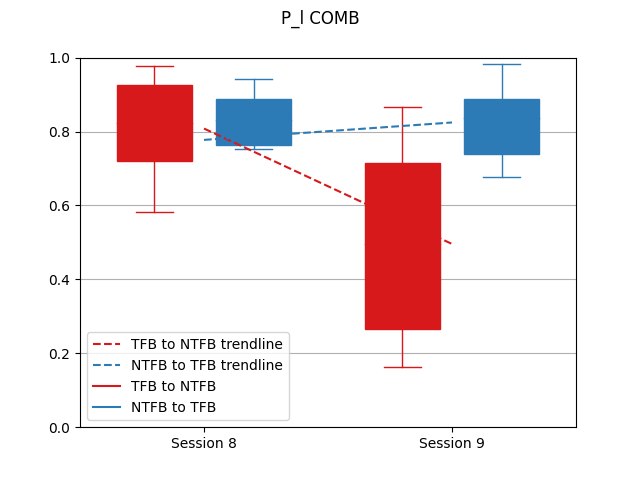 P_l COMB
1.0
0.8
0.6
0.4
0.2
0.0
TFB to NTFB trendline
NTFB to TFB trendline
TFB to NTFB
NTFB to TFB
Session 8
Session 9